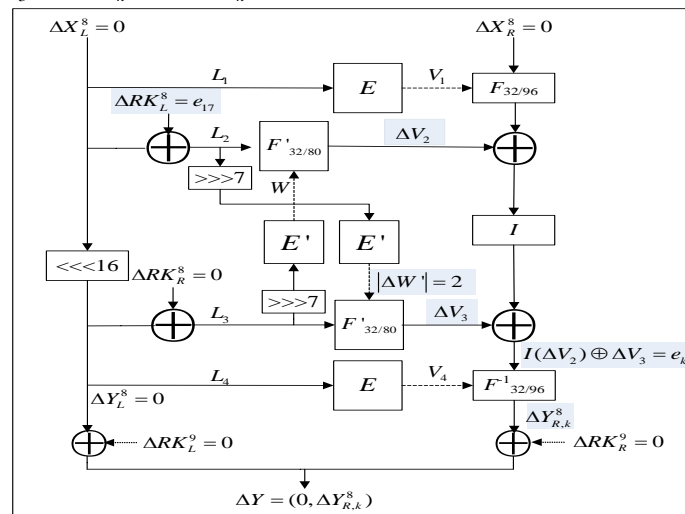 ΔX_L^8 = 0
ΔX_R^8 = 0
L_1
E
V_1
F_{32/96}
ΔRK_L^8 = e_{17}
L_2
F'_{32/80}
ΔV_2
>>>7
W
E'
E'
I
<<<16
ΔRK_R^8 = 0
|ΔW'| = 2
>>>7
L_3
F'_{32/80}
ΔV_3
I(ΔV_2) ⊕ ΔV_3 = e_k
L_4
E
V_4
F^{-1}_{32/96}
ΔY_L^8 = 0
ΔY_{R,k}^8
ΔRK_L^9 = 0
ΔRK_R^9 = 0
ΔY = (0, ΔY_{R,k}^8)